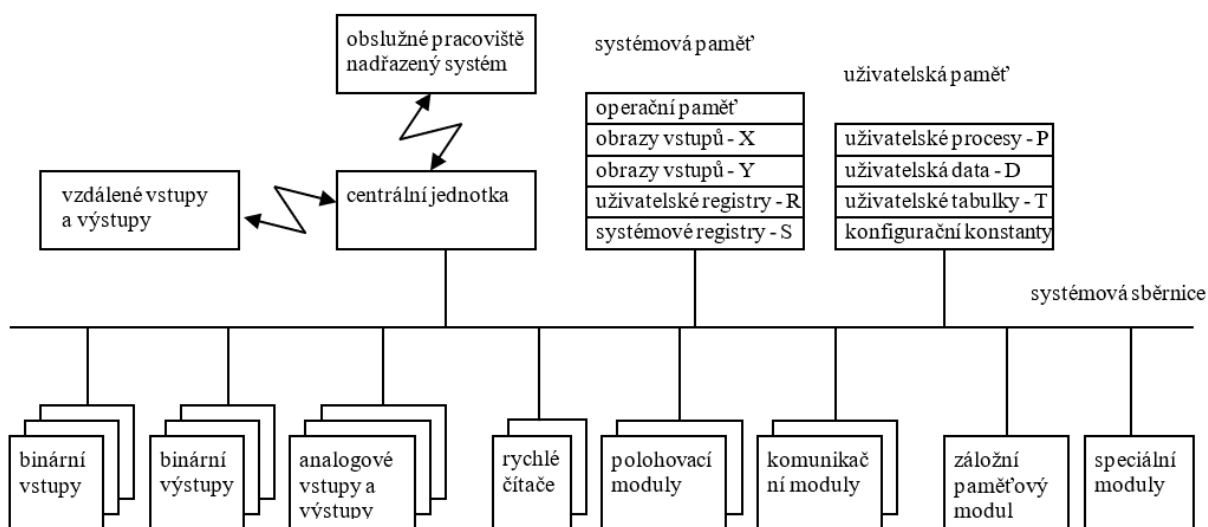 obslužné pracoviště
nadřazený systém
systémová paměť
uživatelská paměť
operační paměť
obrazy vstupů - X
obrazy vstupů - Y
uživatelské registry - R
systémové registry - S
uživatelské procesy - P
uživatelská data - D
uživatelské tabulky - T
konfigurační konstanty
vzdálené vstupy
a výstupy
centrální jednotka
systémová sběrnice
binární
vstupy
binární
výstupy
analogové
vstupy a
výstupy
rychlé
čítače
polohovací
moduly
komunikač
ní moduly
záložní
paměťový
modul
speciální
moduly